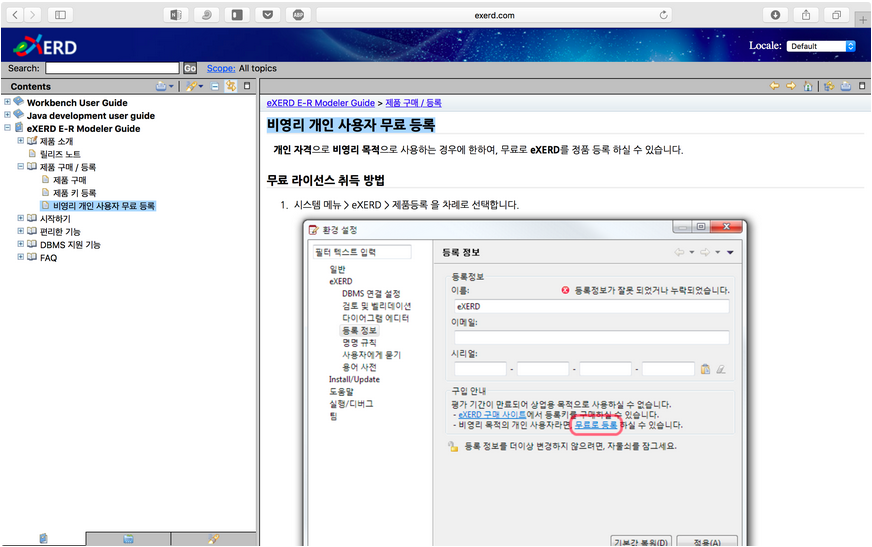 exerd.com
ABP
eXERD
Locale: Default
Search: Go Scope: All topics
Contents
Workbench User Guide
Java development user guide
eXERD E-R Modeler Guide
제품 소개
릴리즈 노트
제품 구매 / 등록
제품 구매
제품 키 등록
비영리 개인 사용자 무료 등록
시작하기
편리한 기능
DBMS 지원 기능
FAQ
eXERD E-R Modeler Guide > 제품 구매 / 등록
비영리 개인 사용자 무료 등록
개인 자격으로 비영리 목적으로 사용하는 경우에 한하여, 무료로 eXERD를 정품 등록 하실 수 있습니다.
무료 라이선스 취득 방법
1. 시스템 메뉴 > eXERD > 제품등록 을 차례로 선택합니다.
환경 설정
필터 텍스트 입력
일반
eXERD
DBMS 연결 설정
검토 및 벨리데이션
다이어그램 에디터
등록 정보
명명 규칙
사용자에게 묻기
용어 사전
Install/Update
도움말
실행/디버그
팀
등록 정보
등록정보
이름: 등록정보가 잘못 되었거나 누락되었습니다.
eXERD
이메일:
시리얼:
- - -
구입 안내
평가 기간이 만료되어 상업용 목적으로 사용하실 수 없습니다.
- eXERD 구매 사이트에서 등록키를 구매하실 수 있습니다.
- 비영리 목적의 개인 사용자라면 무료로 등록 하실 수 있습니다.
등록 정보를 더이상 변경하지 않으려면, 자물쇠를 잠그세요.
기본값 복원(D) 적용(A)